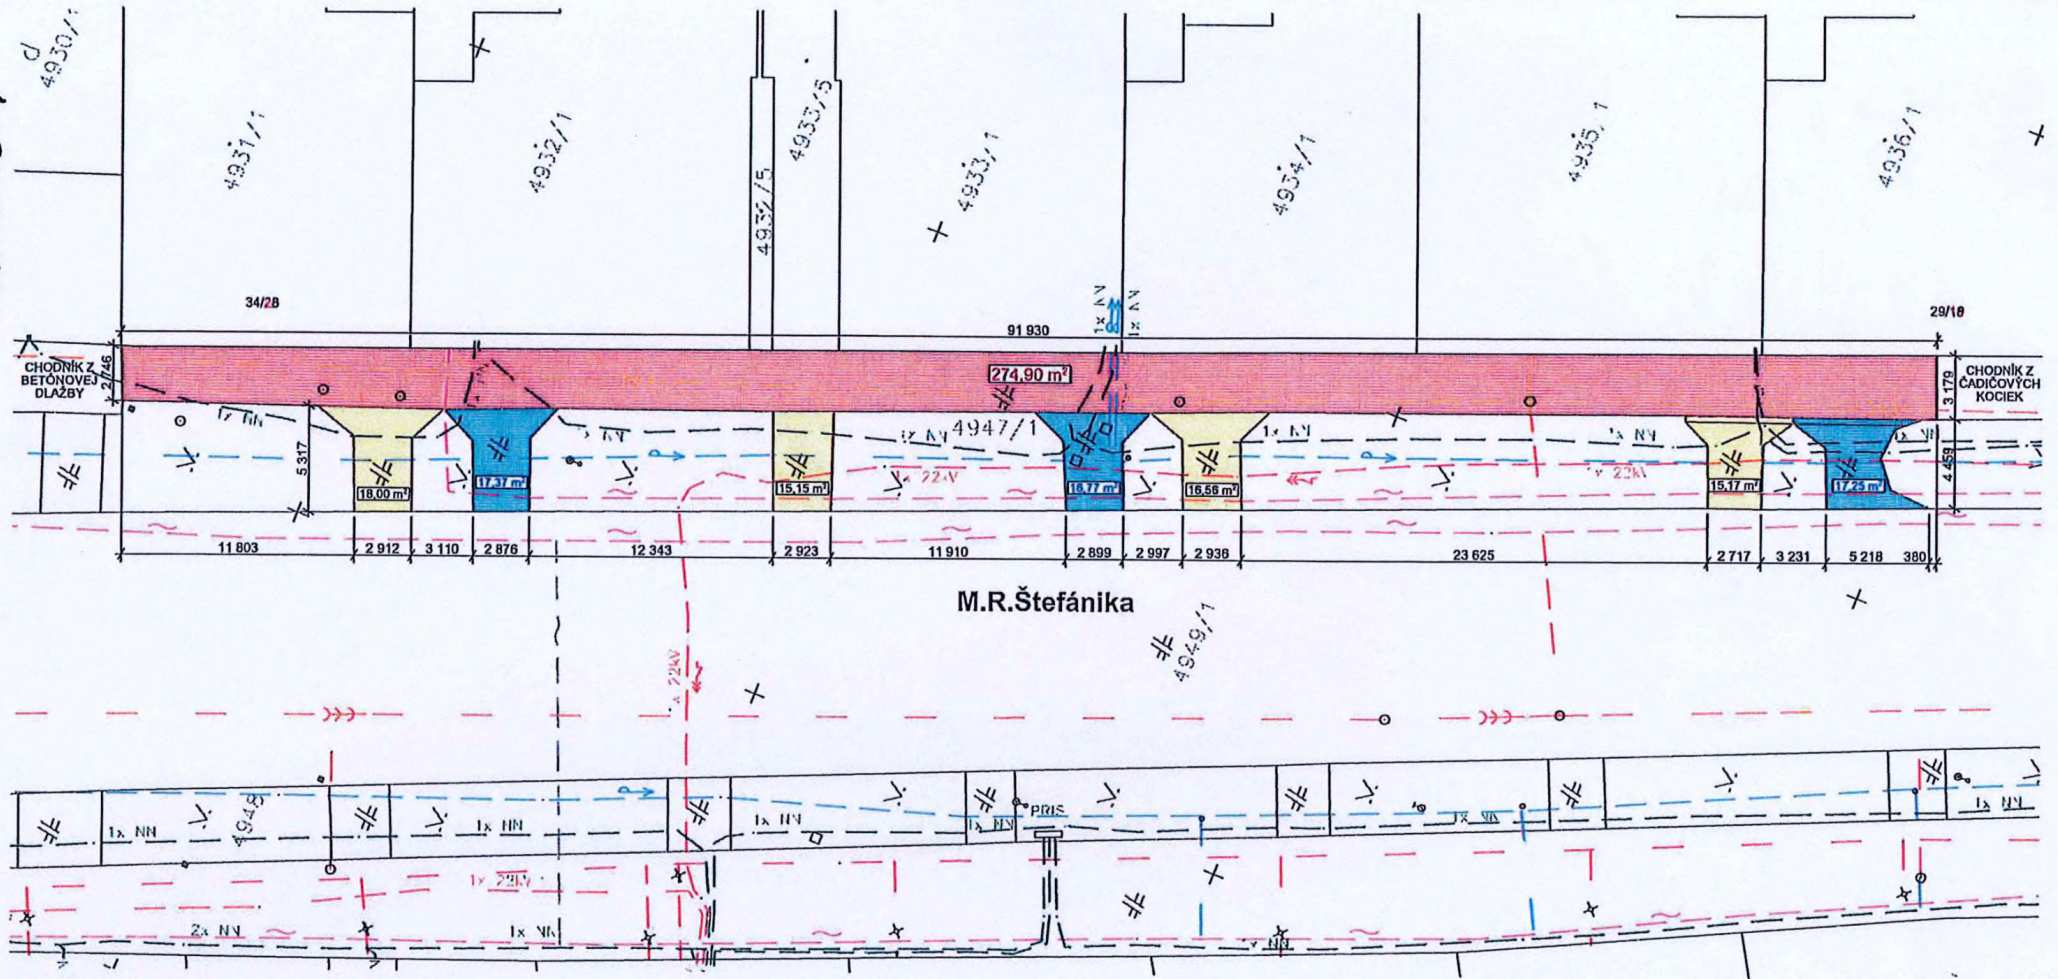 4930/1
4931/1
4932/1
4932/5
4933/5
4933/1
4934/1
4935/1
4936/1
34/28
91 930
1x NN
1x NN
29/18
CHODNÍK Z
BETÓNOVEJ
DLAŽBY
2 746
274,90 m²
3 179
CHODNÍK Z
ČADIČOVÝCH
KOCIEK
1x NN
4947/1
1x NN
1x NN
1x NN
1x NN
5 317
4 459
1x 22kV
18,00 m²
17,37 m²
15,15 m²
16,77 m²
16,56 m²
15,17 m²
17,25 m²
11 803
2 912
3 110
2 876
12 343
2 923
11 910
2 899
2 997
2 936
23 625
2 717
3 231
5 218
380
M.R.Štefánika
4949/1
4948
1x NN
1x NN
1x NN
1x NN
PRIS
1x NN
1x NN
1x 22kV
2x NN
1x NN